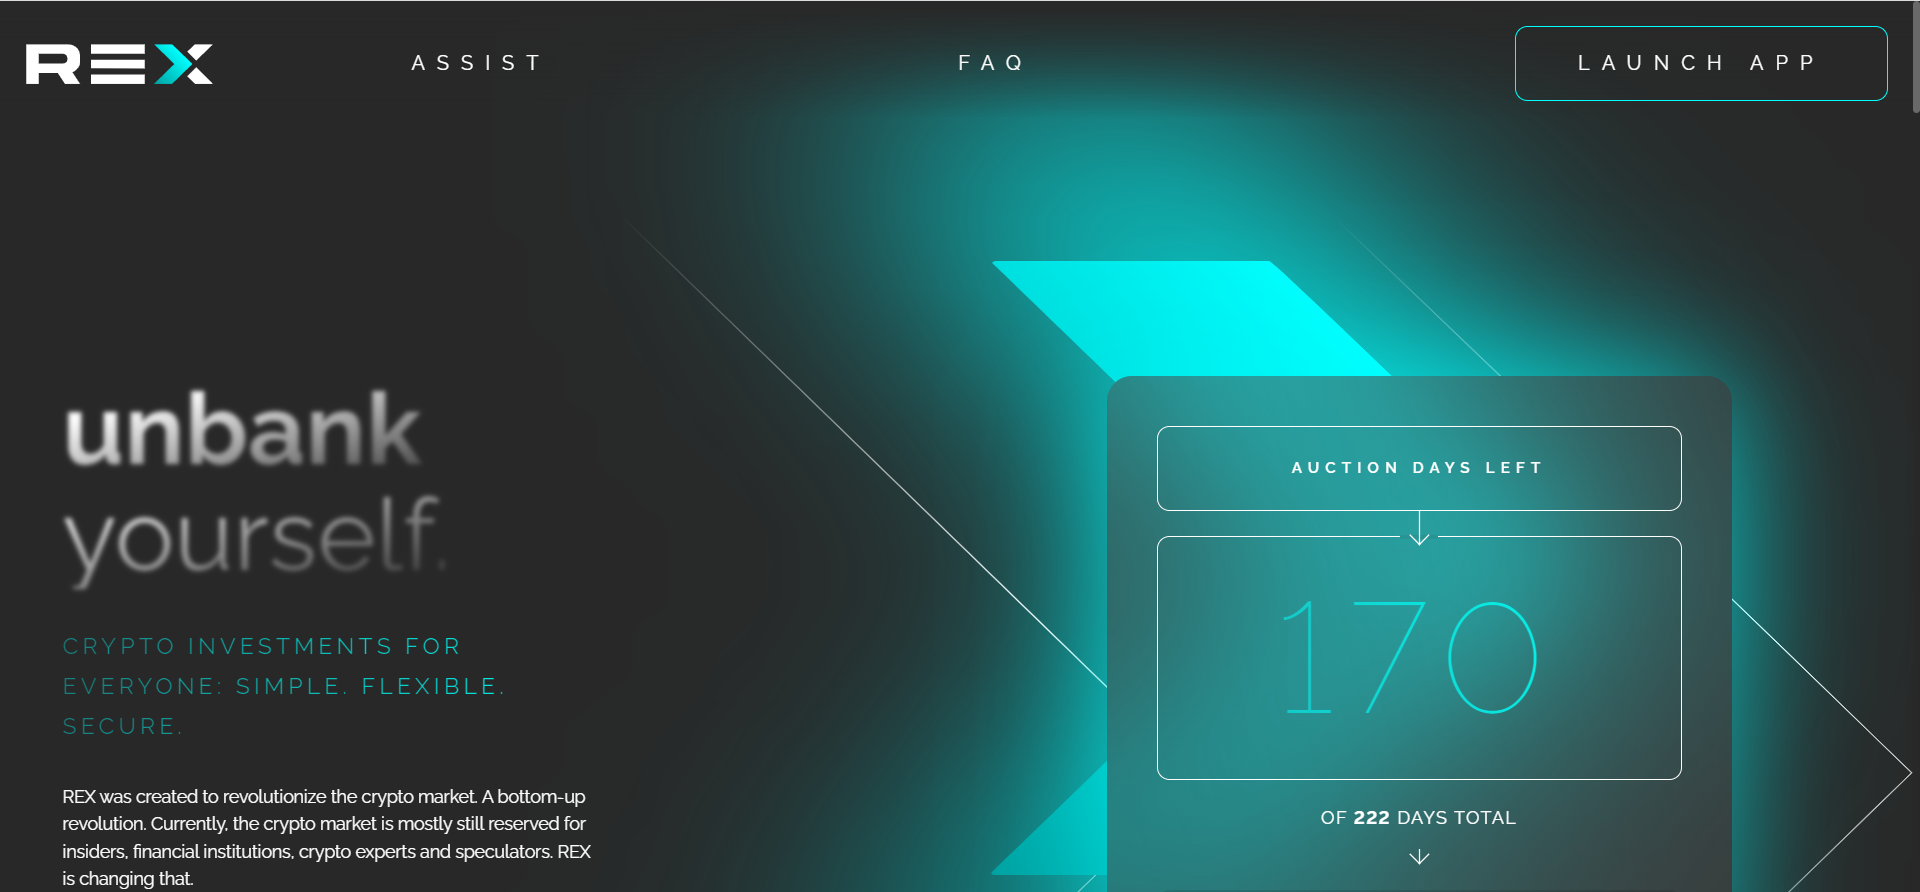 REX
ASSIST
FAQ
LAUNCH APP
unbank
yourself.
CRYPTO INVESTMENTS FOR
EVERYONE: SIMPLE. FLEXIBLE.
SECURE.
REX was created to revolutionize the crypto market. A bottom-up
revolution. Currently, the crypto market is mostly still reserved for
insiders, financial institutions, crypto experts and speculators. REX
is changing that.
AUCTION DAYS LEFT
170
OF 222 DAYS TOTAL